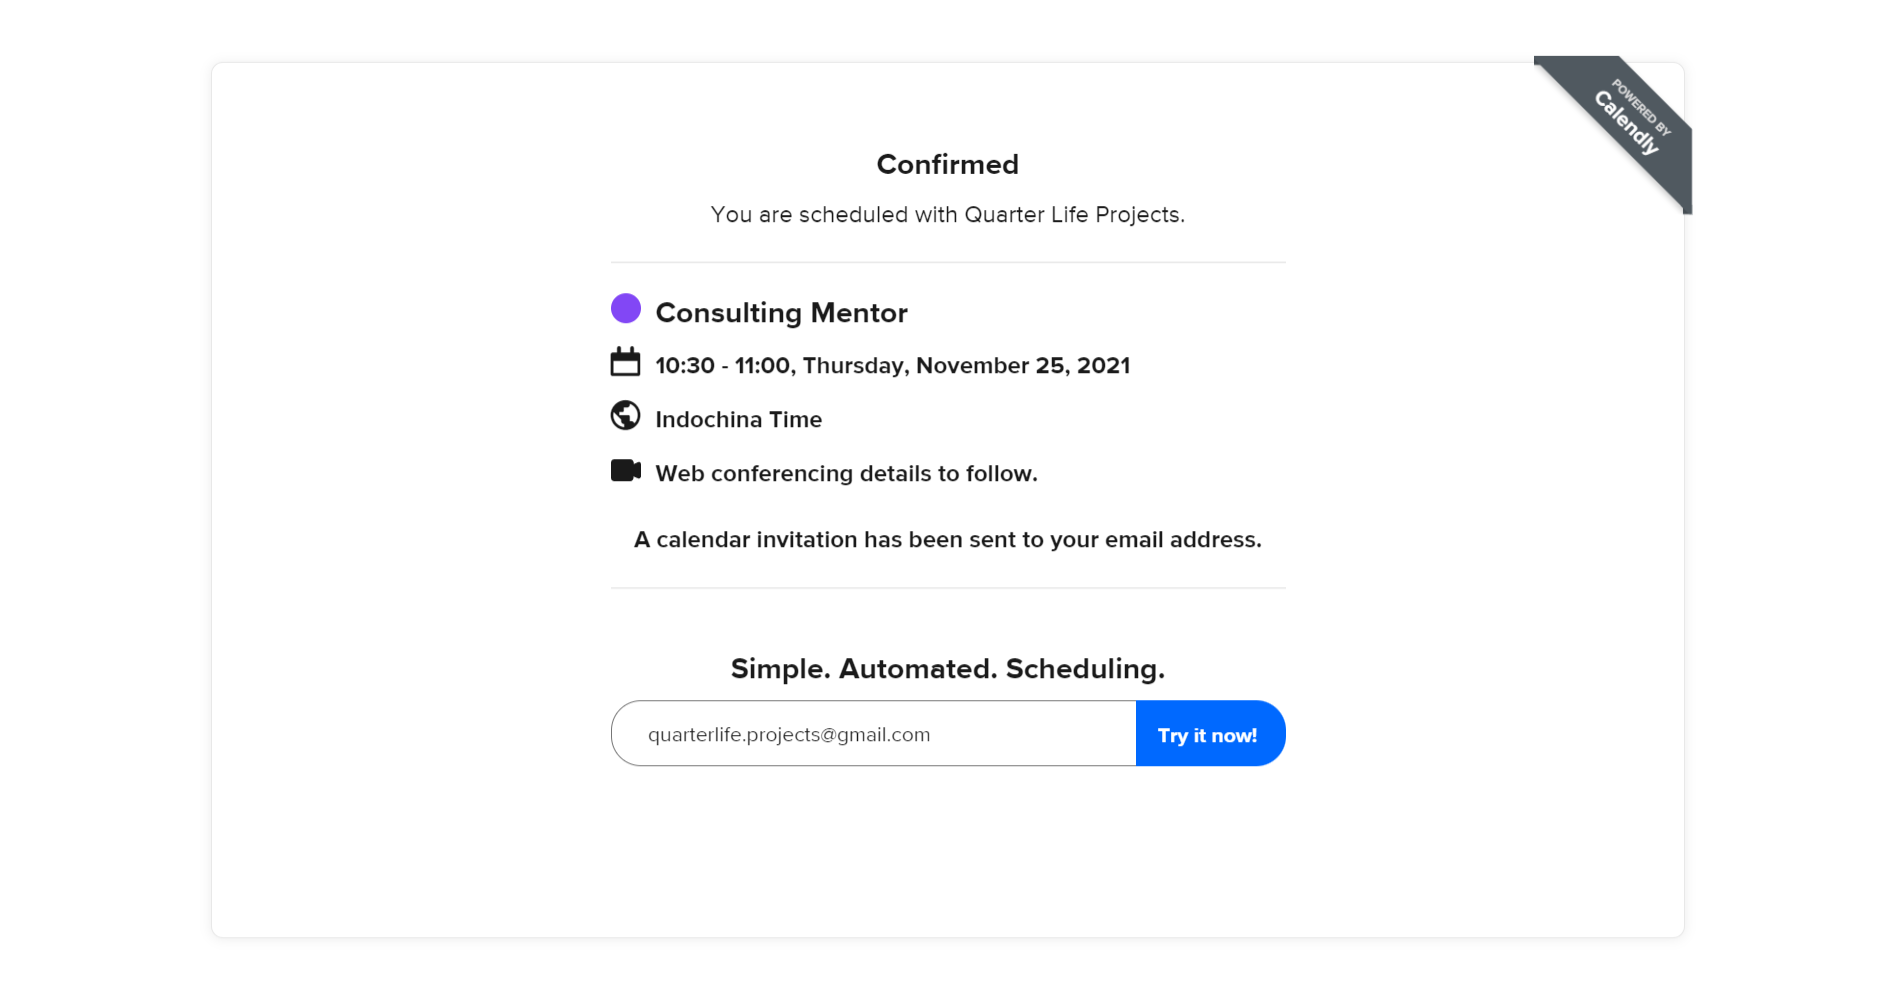 POWERED BY
Calendly
Confirmed
You are scheduled with Quarter Life Projects.
Consulting Mentor
10:30 - 11:00, Thursday, November 25, 2021
Indochina Time
Web conferencing details to follow.
A calendar invitation has been sent to your email address.
Simple. Automated. Scheduling.
quarterlife.projects@gmail.com
Try it now!